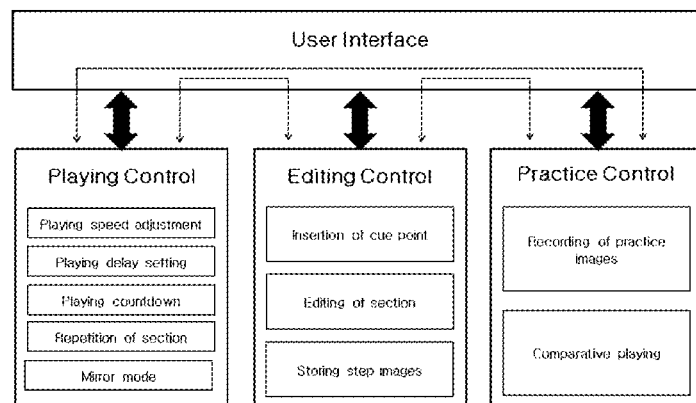 User Interface
Playing Control
Playing speed adjustment
Playing delay setting
Playing countdown
Repetition of section
Mirror mode
Editing Control
Insertion of cue point
Editing of section
Storing step images
Practice Control
Recording of practice
images
Comparative playing